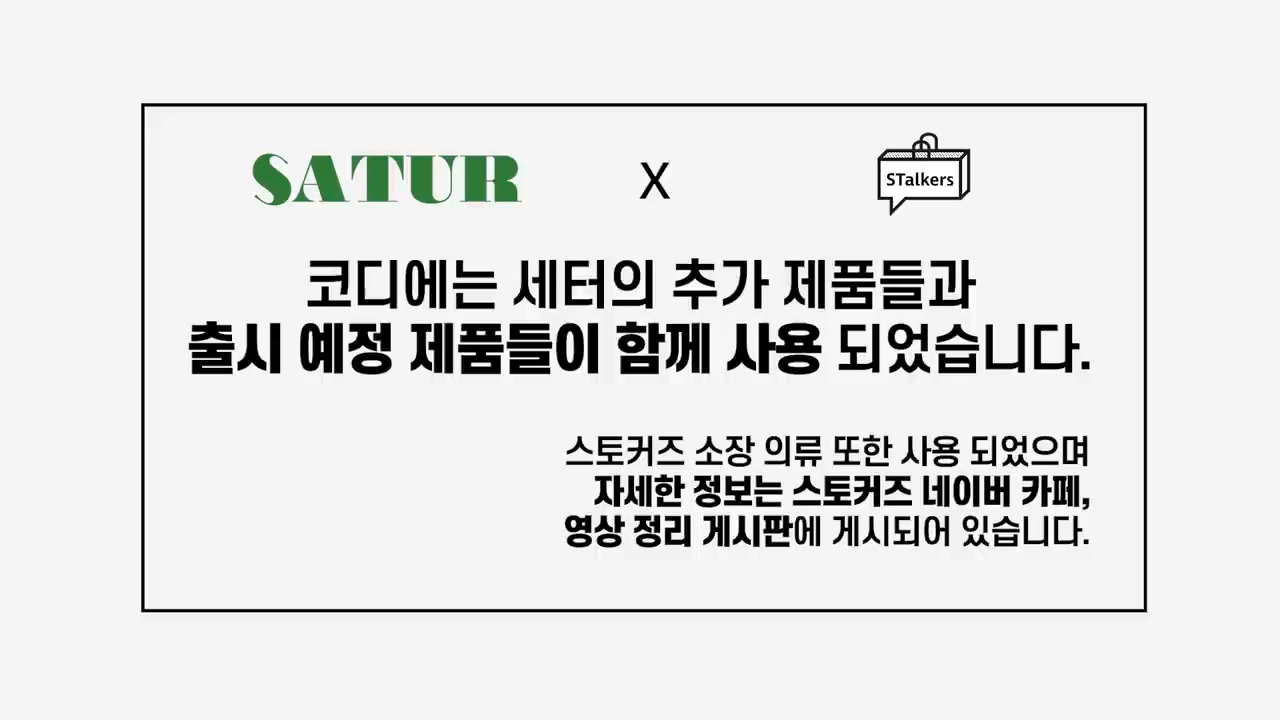 SATUR X STalkers
코디에는 세터의 추가 제품들과
출시 예정 제품들이 함께 사용 되었습니다.
스토커즈 소장 의류 또한 사용 되었으며
자세한 정보는 스토커즈 네이버 카페,
영상 정리 게시판에 게시되어 있습니다.